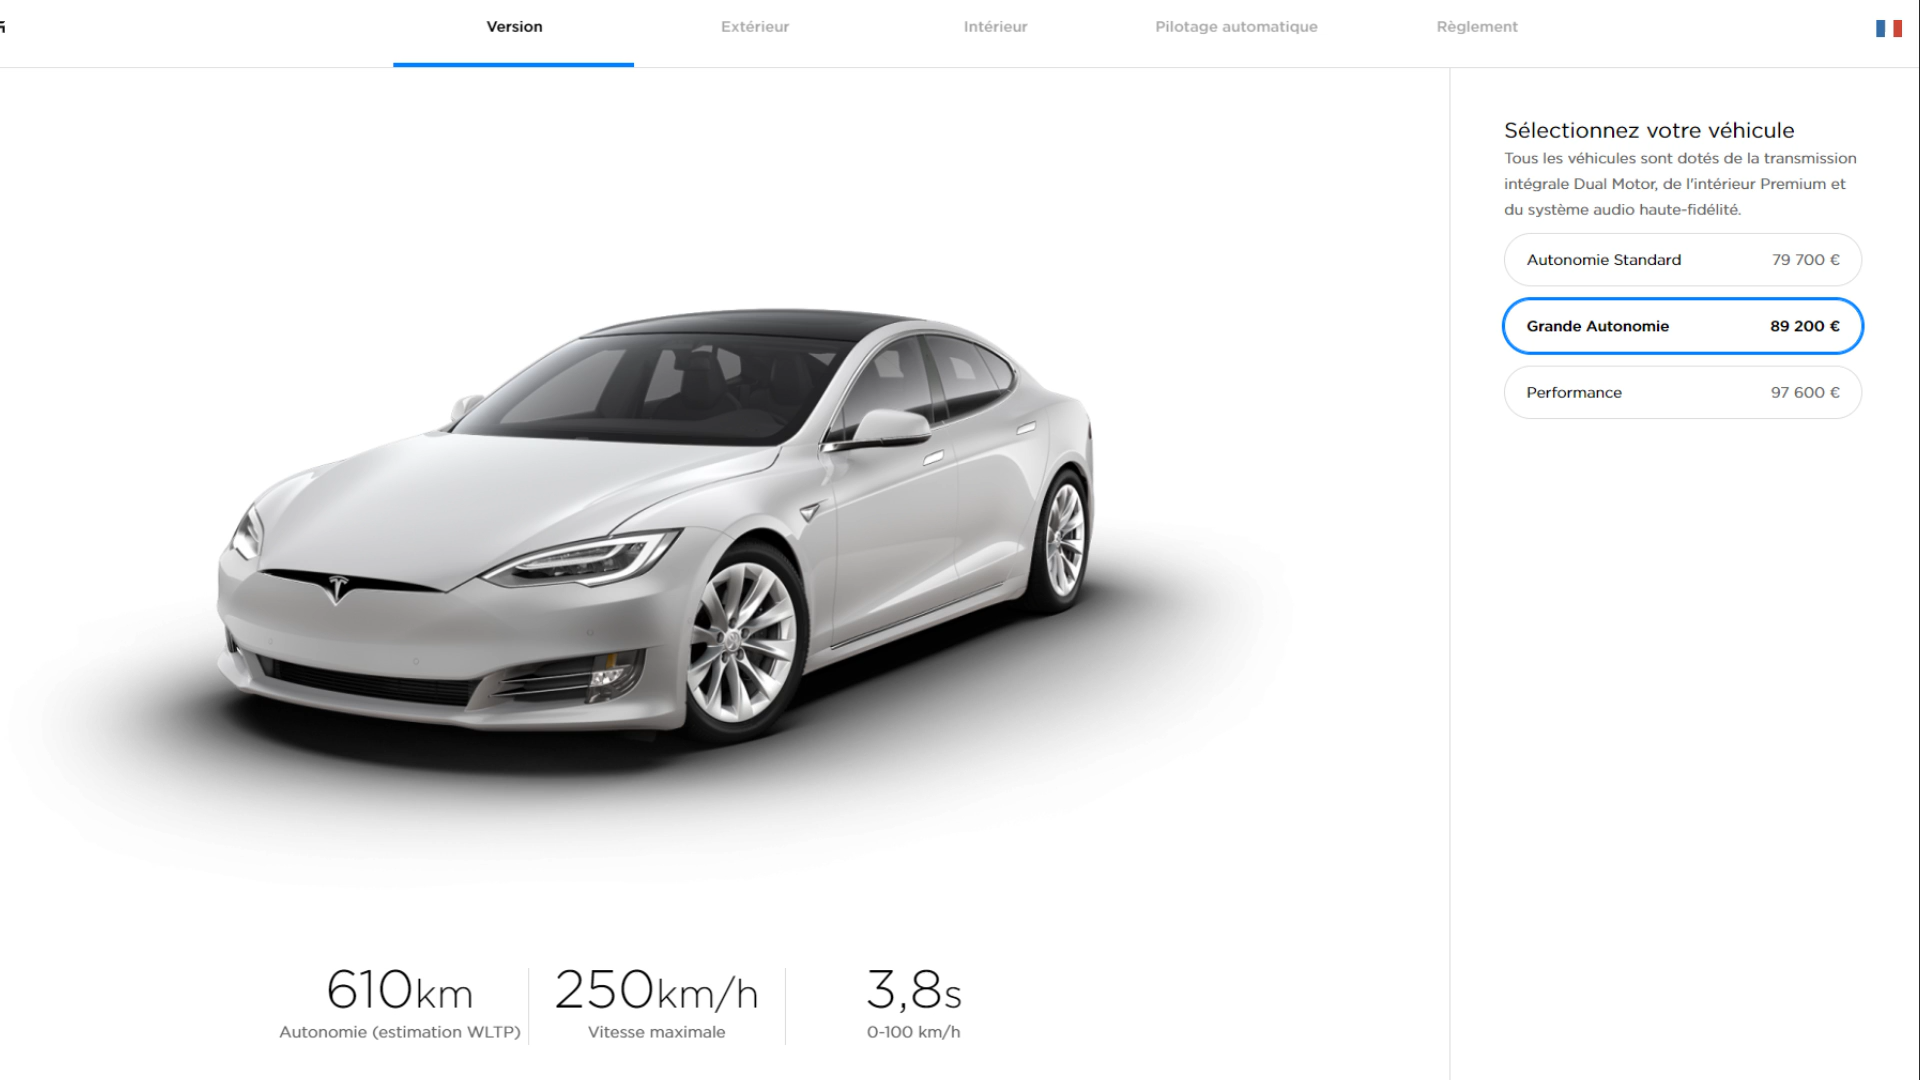 Version
Extérieur
Intérieur
Pilotage automatique
Règlement
Sélectionnez votre véhicule
Tous les véhicules sont dotés de la transmission
intégrale Dual Motor, de l'intérieur Premium et
du système audio haute-fidélité.
Autonomie Standard 79 700 €
Grande Autonomie 89 200 €
Performance 97 600 €
610km
Autonomie (estimation WLTP)
250km/h
Vitesse maximale
3,8s
0-100 km/h